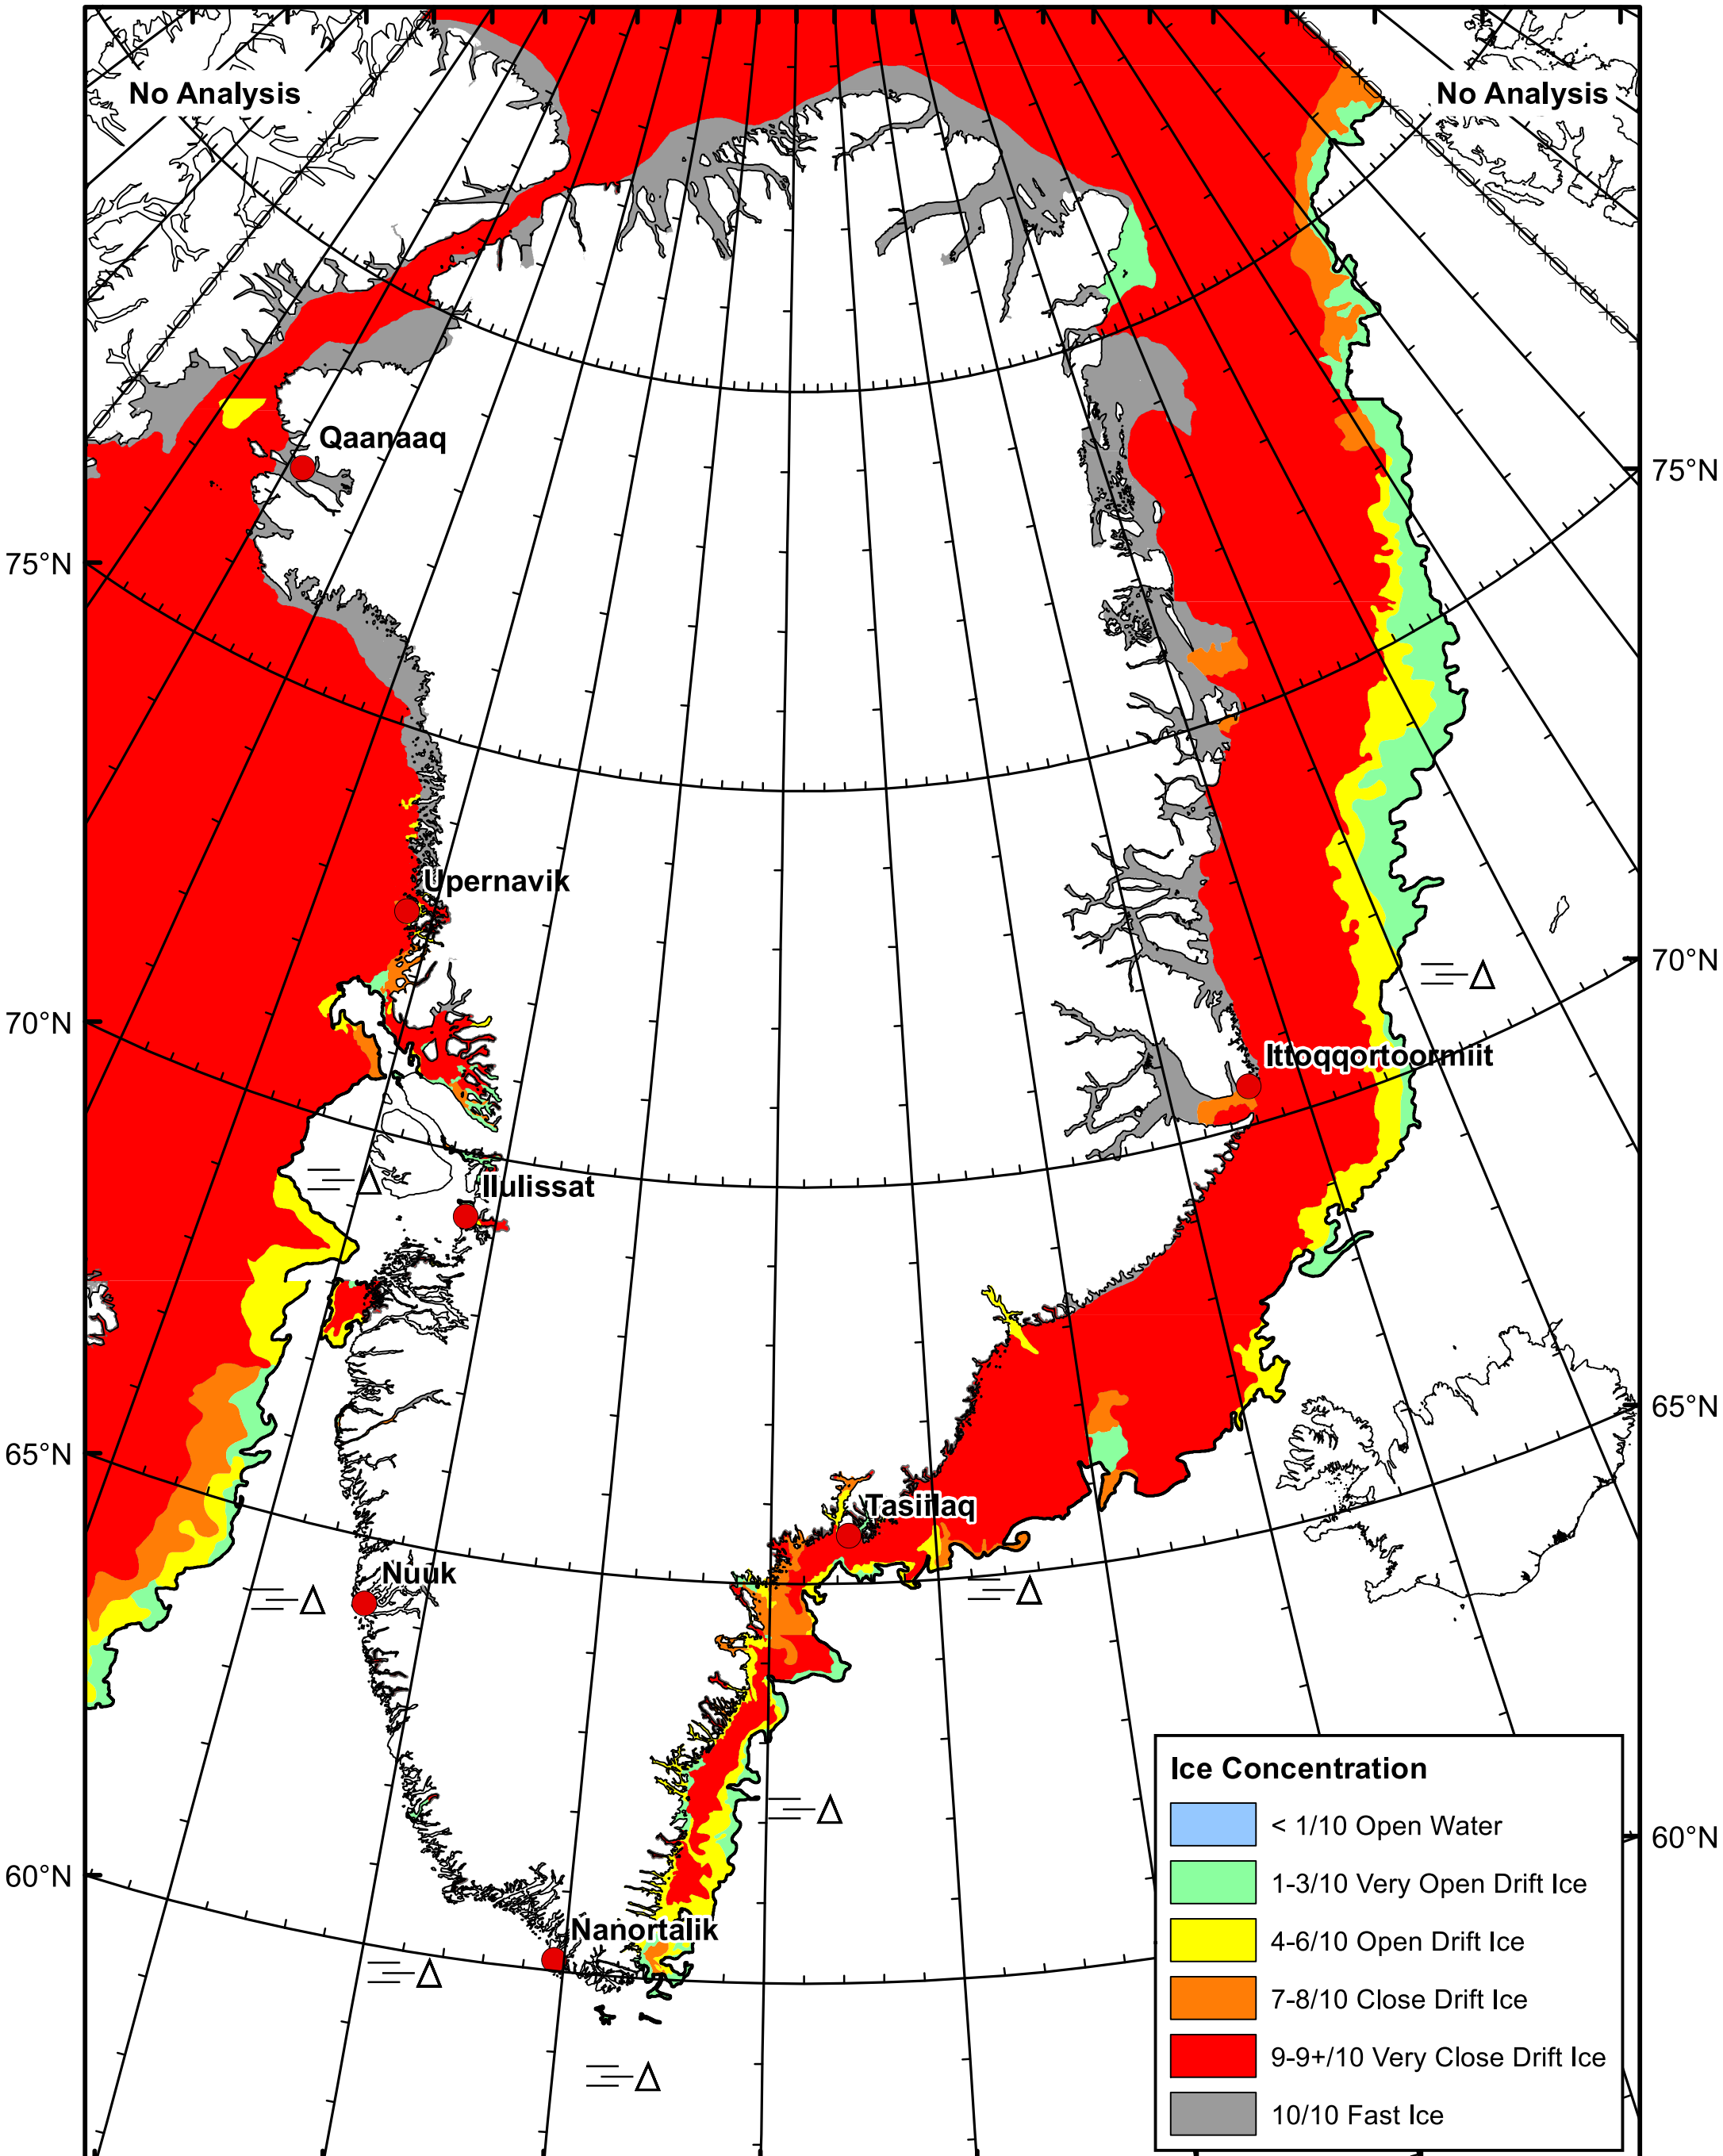 No Analysis
No Analysis
Qaanaaq
75°N
75°N
Upernavik
70°N
70°N
Ittoqqortoormiit
Ilulissat
65°N
65°N
Tasiilaq
Nuuk
60°N
60°N
Nanortalik
Ice Concentration
< 1/10 Open Water
1-3/10 Very Open Drift Ice
4-6/10 Open Drift Ice
7-8/10 Close Drift Ice
9-9+/10 Very Close Drift Ice
10/10 Fast Ice